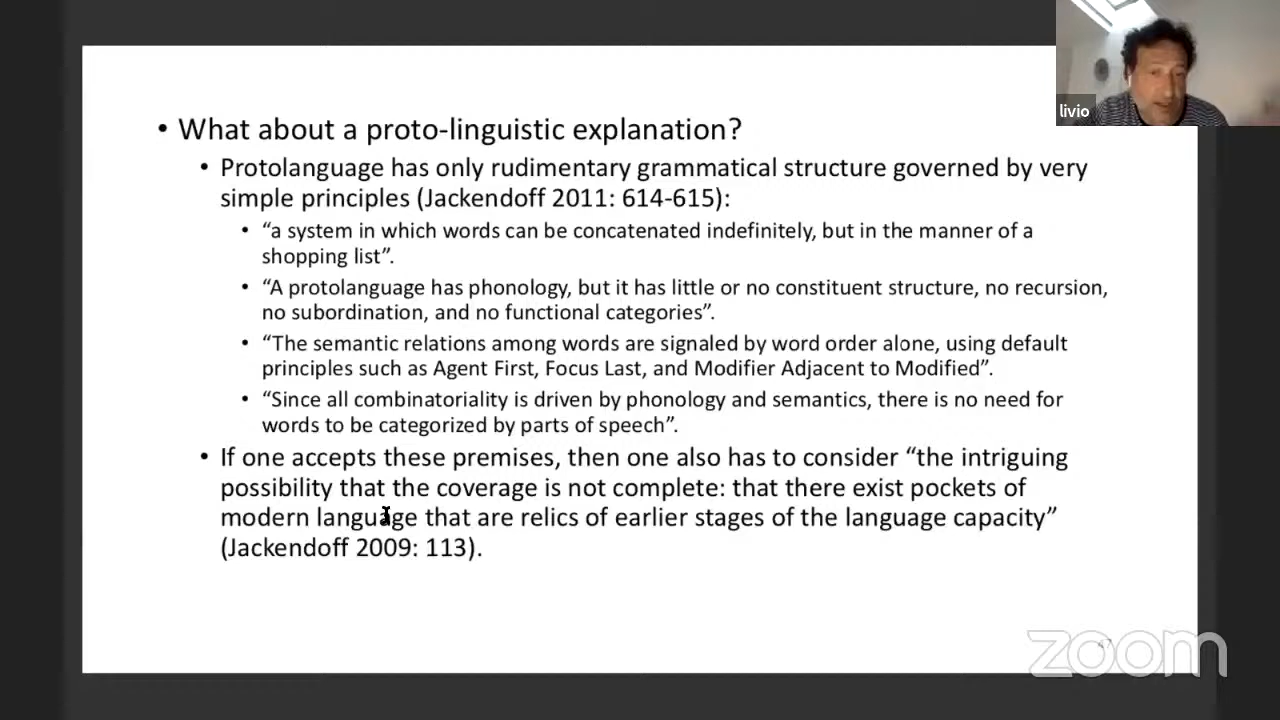 livio
• What about a proto-linguistic explanation?
• Protolanguage has only rudimentary grammatical structure governed by very
simple principles (Jackendoff 2011: 614-615):
• “a system in which words can be concatenated indefinitely, but in the manner of a
shopping list”.
• “A protolanguage has phonology, but it has little or no constituent structure, no recursion,
no subordination, and no functional categories”.
• “The semantic relations among words are signaled by word order alone, using default
principles such as Agent First, Focus Last, and Modifier Adjacent to Modified”.
• “Since all combinatoriality is driven by phonology and semantics, there is no need for
words to be categorized by parts of speech”.
• If one accepts these premises, then one also has to consider “the intriguing
possibility that the coverage is not complete: that there exist pockets of
modern language that are relics of earlier stages of the language capacity”
(Jackendoff 2009: 113).
47
zoom